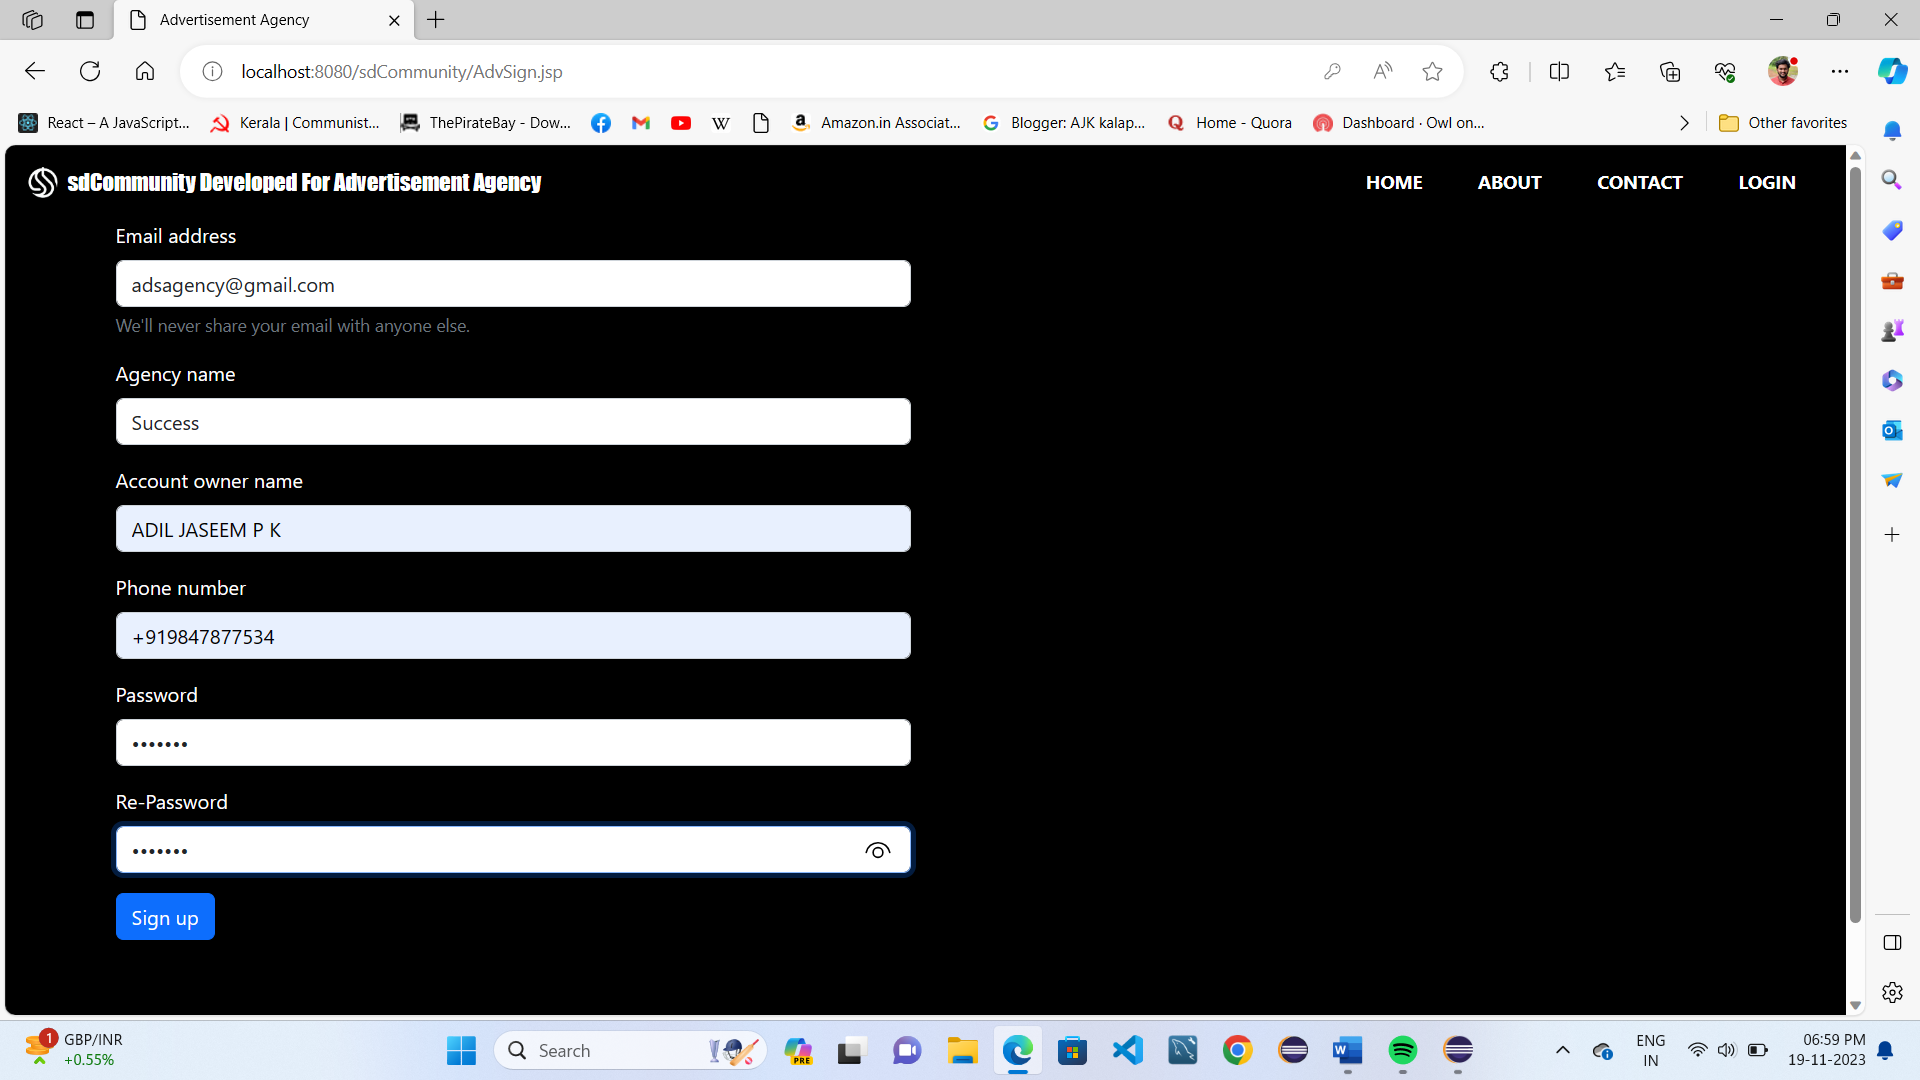 Advertisement Agency
localhost:8080/sdCommunity/AdvSign.jsp
React – A JavaScript...
Kerala | Communist...
ThePirateBay - Dow...
W
Amazon.in Associat...
Blogger: AJK kalap...
Home - Quora
Dashboard · Owl on...
Other favorites
sdCommunity Developed For Advertisement Agency
HOME
ABOUT
CONTACT
LOGIN
Email address
adsagency@gmail.com
We'll never share your email with anyone else.
Agency name
Success
Account owner name
ADIL JASEEM P K
Phone number
+919847877534
Password
•••••••
Re-Password
•••••••
Sign up
1
GBP/INR
+0.55%
Search
PRE
ENG
IN
06:59 PM
19-11-2023